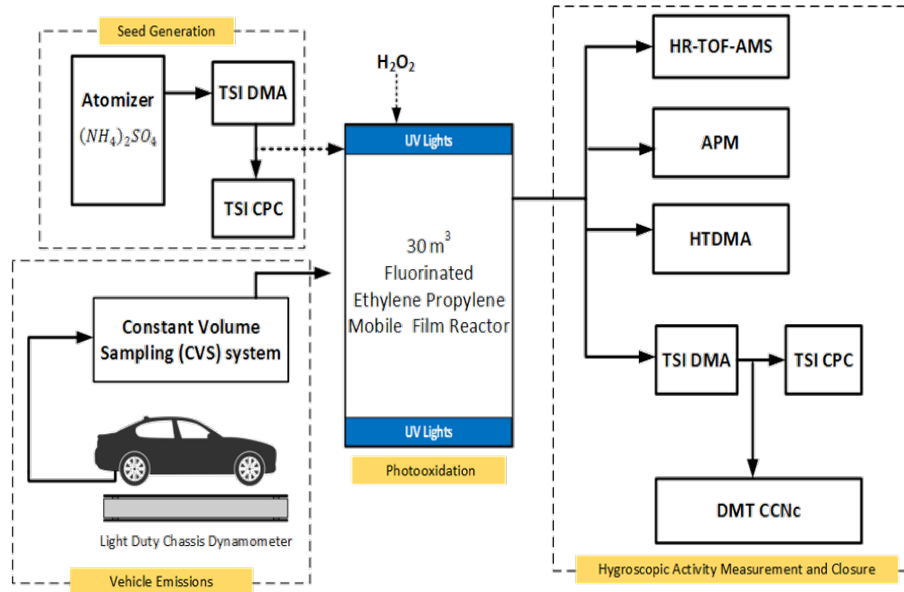 Seed Generation
Atomizer
(NH₄)₂SO₄
TSI DMA
TSI CPC
H₂O₂
UV Lights
30 m³
Fluorinated
Ethylene Propylene
Mobile Film Reactor
UV Lights
Photooxidation
Constant Volume
Sampling (CVS) system
Light Duty Chassis Dynamometer
Vehicle Emissions
HR-TOF-AMS
APM
HTDMA
TSI DMA
TSI CPC
DMT CCNc
Hygroscopic Activity Measurement and Closure